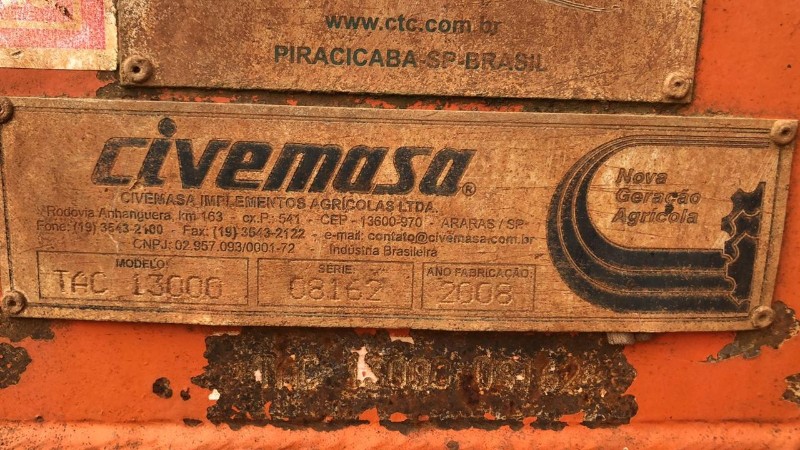 www.ctc.com.br
PIRACICABA-SP-BRASIL
civemasa®
CIVEMASA IMPLEMENTOS AGRÍCOLAS LTDA.
Rodovia Anhanguera, km 163 - cx.P.: 541 - CEP - 13600-970 - ARARAS / SP-
Fone: (19) 3543-2100 - Fax: (19) 3543-2122 - e-mail: contato@civemasa.com.br
CNPJ: 02.957.093/0001-72 Indústria Brasileira
Nova
Geração
Agrícola
MODELO: SÉRIE: ANO FABRICAÇÃO:
TAC 13000 08162 2008